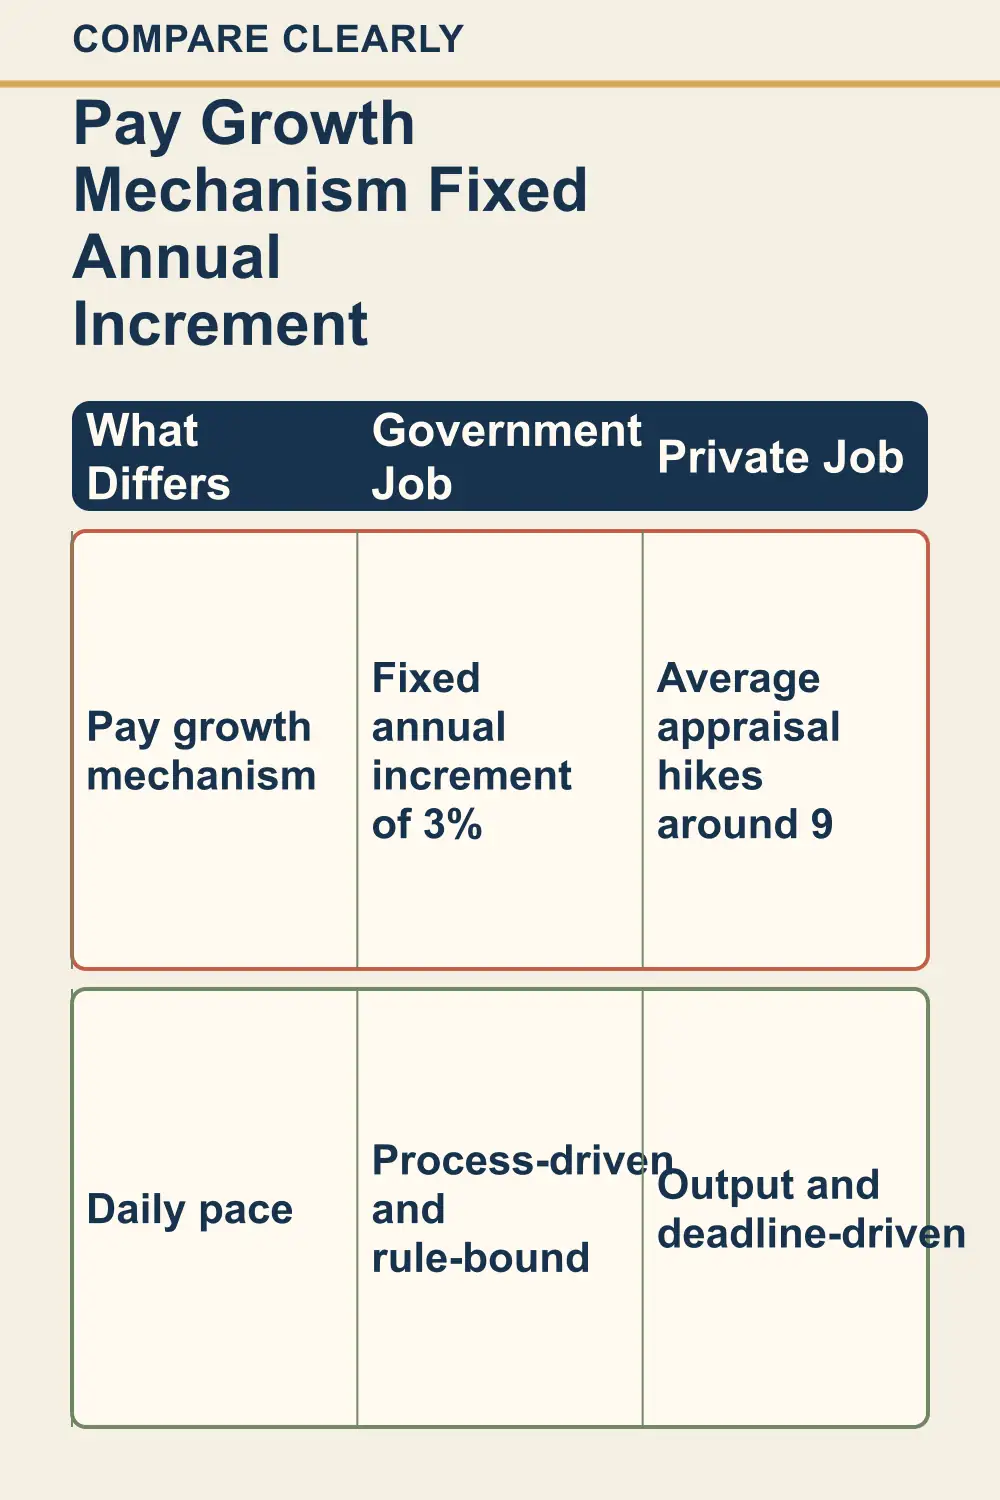 COMPARE CLEARLY
Pay Growth
Mechanism Fixed
Annual
Increment
What
Differs
Government
Job
Private Job
Pay growth
mechanism
Fixed
annual
increment
of 3%
Average
appraisal
hikes
around 9
Daily pace
Process-driven
and
rule-bound
Output and
deadline-driven